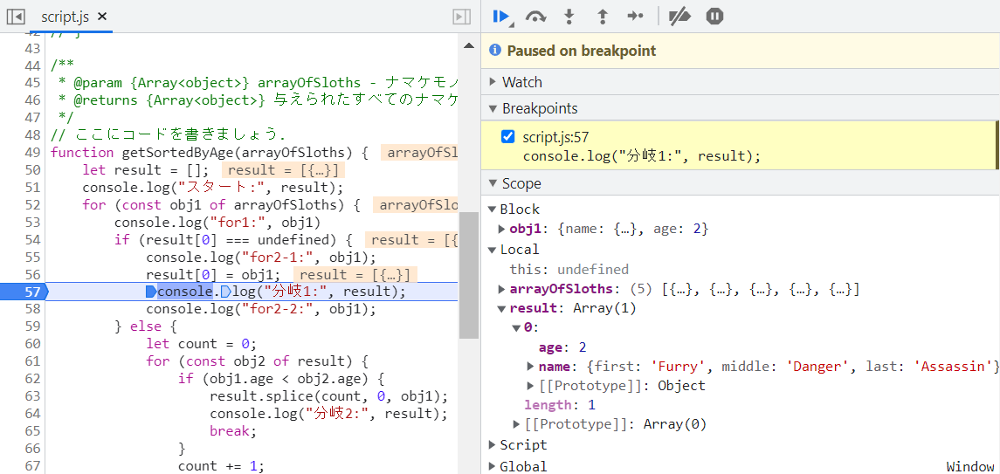 script.js ×
42 // }
43
44 /**
45 * @param {Array<object>} arrayOfSloths - ナマケモノ
46 * @returns {Array<object>} 与えられたすべてのナマケ
47 */
48 // ここにコードを書きましょう.
49 function getSortedByAge(arrayOfSloths) { arrayOfSl
50 let result = []; result = [{…}]
51 console.log("スタート:", result);
52 for (const obj1 of arrayOfSloths) { arrayOfSlo
53 console.log("for1:", obj1)
54 if (result[0] === undefined) { result = [{
55 console.log("for2-1:", obj1);
56 result[0] = obj1; result = [{…}]
57 console.log("分岐1:", result);
58 console.log("for2-2:", obj1);
59 } else {
60 let count = 0;
61 for (const obj2 of result) {
62 if (obj1.age < obj2.age) {
63 result.splice(count, 0, obj1);
64 console.log("分岐2:", result);
65 break;
66 }
67 count += 1;
Paused on breakpoint
Watch
Breakpoints
script.js:57
console.log("分岐1:", result);
Scope
Block
obj1: {name: {…}, age: 2}
Local
this: undefined
arrayOfSloths: (5) [{…}, {…}, {…}, {…}, {…}]
result: Array(1)
0:
age: 2
name: {first: 'Furry', middle: 'Danger', last: 'Assassin'}
[[Prototype]]: Object
length: 1
[[Prototype]]: Array(0)
Script
Global Window